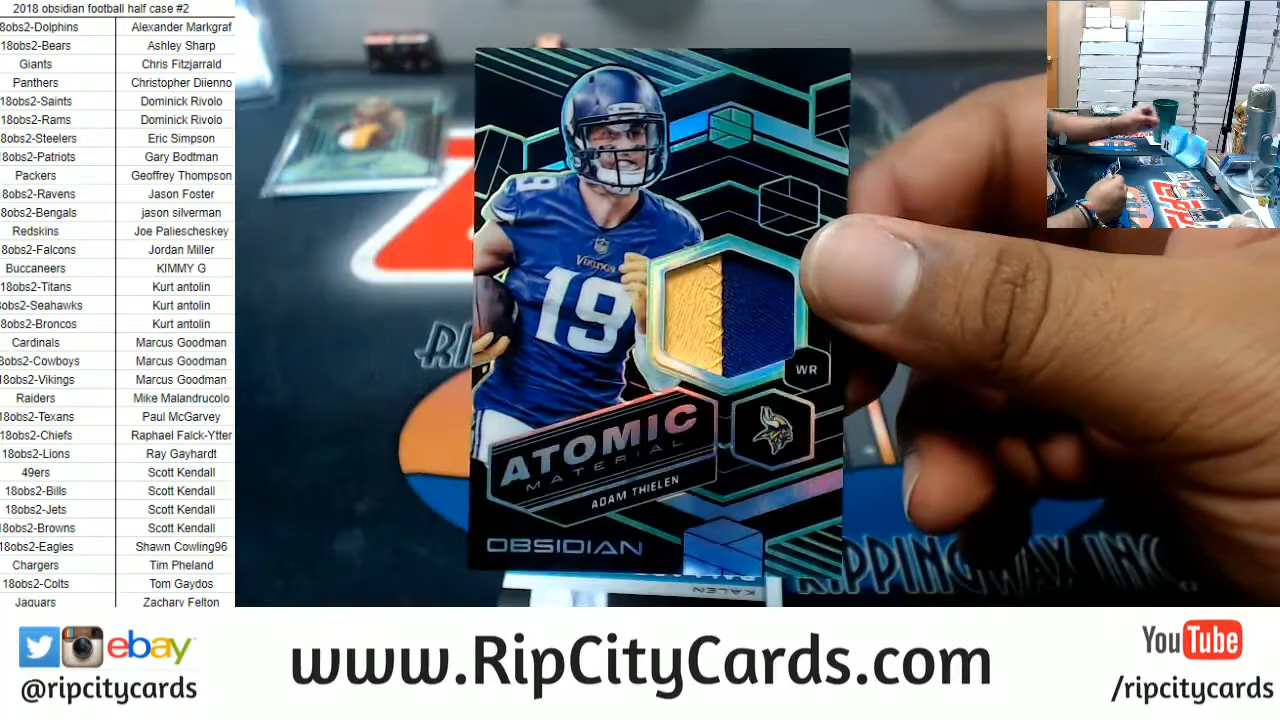 2018 obsidian football half case #2
8obs2-Dolphins Alexander Markgraf
18obs2-Bears Ashley Sharp
Giants Chris Fitzjarrald
Panthers Christopher Diienno
18obs2-Saints Dominick Rivolo
18obs2-Rams Dominick Rivolo
8obs2-Steelers Eric Simpson
18obs2-Patriots Gary Bodtman
Packers Geoffrey Thompson
18obs2-Ravens Jason Foster
8obs2-Bengals jason silverman
Redskins Joe Paliescheskey
8obs2-Falcons Jordan Miller
Buccaneers KIMMY G
18obs2-Titans Kurt antolin
8obs2-Seahawks Kurt antolin
8obs2-Broncos Kurt antolin
Cardinals Marcus Goodman
8obs2-Cowboys Marcus Goodman
18obs2-Vikings Marcus Goodman
Raiders Mike Malandrucolo
18obs2-Texans Paul McGarvey
18obs2-Chiefs Raphael Falck-Ytter
18obs2-Lions Ray Gayhardt
49ers Scott Kendall
18obs2-Bills Scott Kendall
18obs2-Jets Scott Kendall
8obs2-Browns Scott Kendall
18obs2-Eagles Shawn Cowling96
Chargers Tim Pheland
18obs2-Colts Tom Gaydos
Jaguars Zachary Felton
19
VIKINGS
19
WR
ATOMIC
MATERIAL
ADAM THIELEN
OBSIDIAN
KALEN
RIPPINGWAX INC.
ebay
@ripcitycards
www.RipCityCards.com
YouTube
/ripcitycards